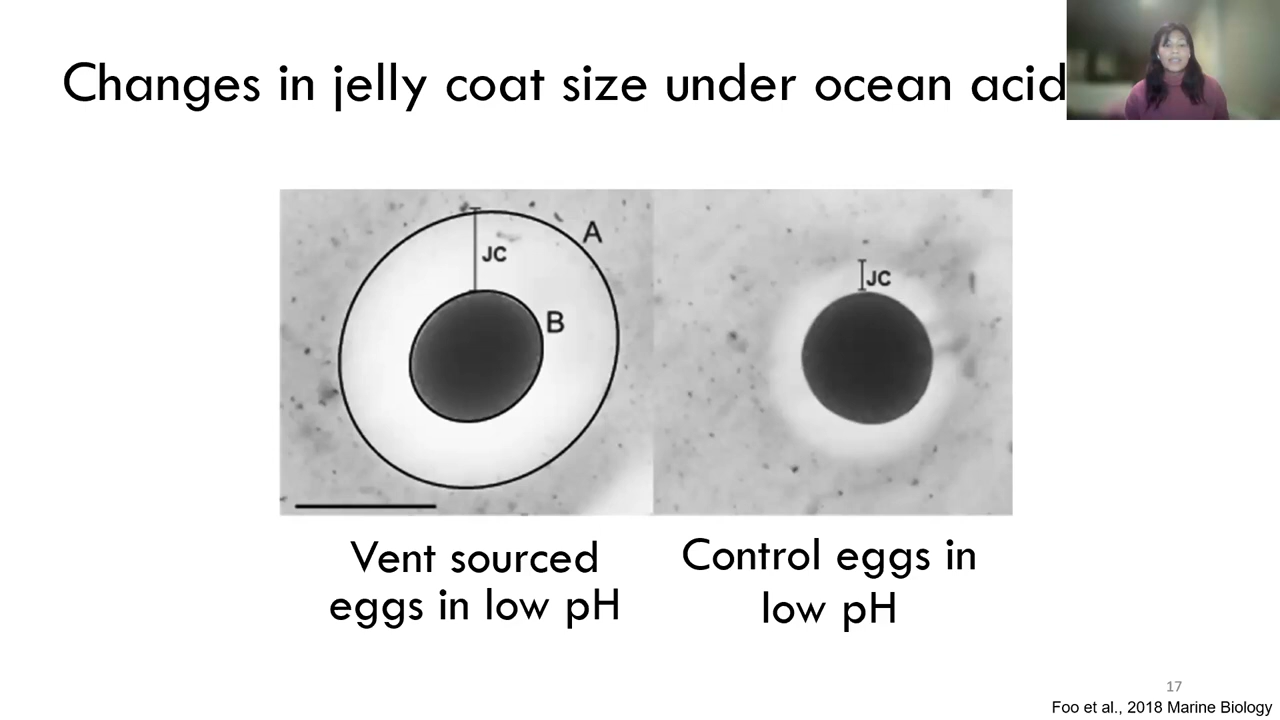 Changes in jelly coat size under ocean acid
A
JC
JC
B
Vent sourced
eggs in low pH
Control eggs in
low pH
17
Foo et al., 2018 Marine Biology